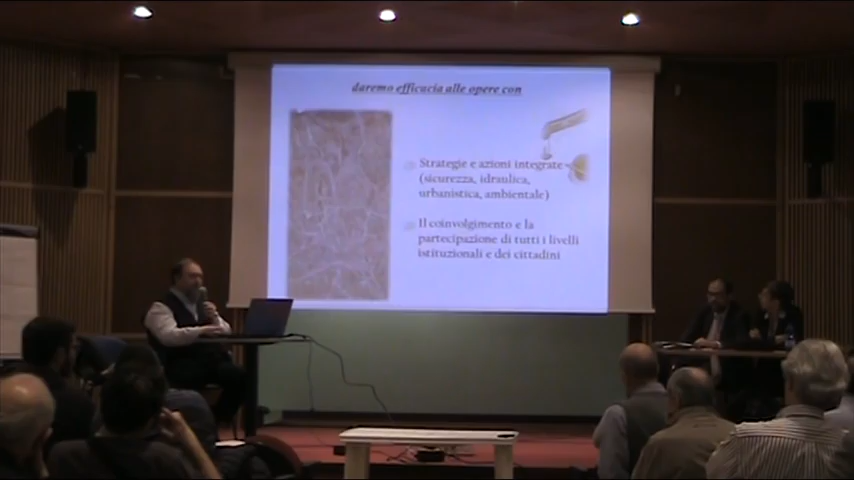 daremo efficacia alle opere con
Strategie e azioni integrate
(sicurezza, idraulica,
urbanistica, ambientale)
Il coinvolgimento e la
partecipazione di tutti i livelli
istituzionali e dei cittadini